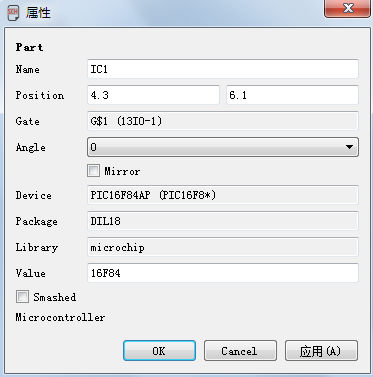 属性
Part
Name IC1
Position 4.3 6.1
Gate G$1 (13IO-1)
Angle 0
Mirror
Device PIC16F84AP (PIC16F8*)
Package DIL18
Library microchip
Value 16F84
Smashed
Microcontroller
OK Cancel 应用(A)